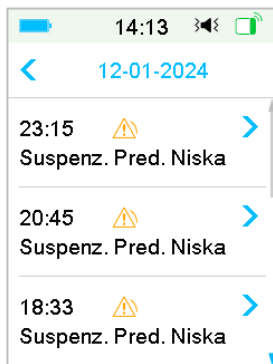 14:13
12-01-2024
23:15
Suspenz. Pred. Niska
20:45
Suspenz. Pred. Niska
18:33
Suspenz. Pred. Niska